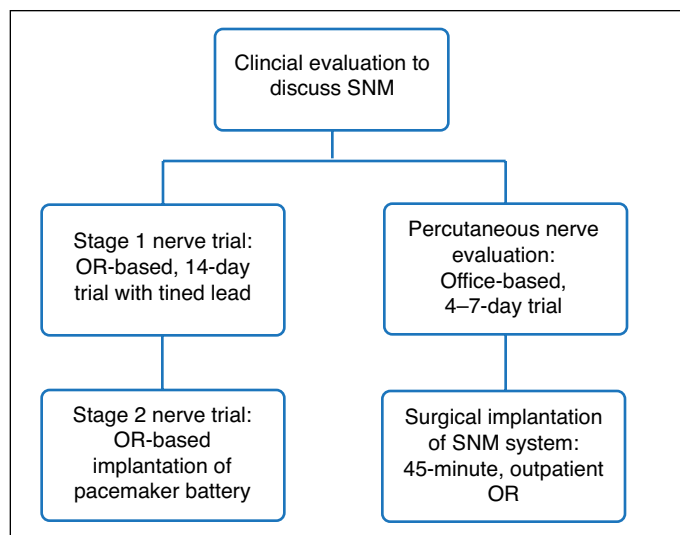 Clincial evaluation to
discuss SNM
Stage 1 nerve trial:
OR-based, 14-day
trial with tined lead
Percutaneous nerve
evaluation:
Office-based,
4–7-day trial
Stage 2 nerve trial:
OR-based
implantation of
pacemaker battery
Surgical implantation
of SNM system:
45-minute, outpatient
OR